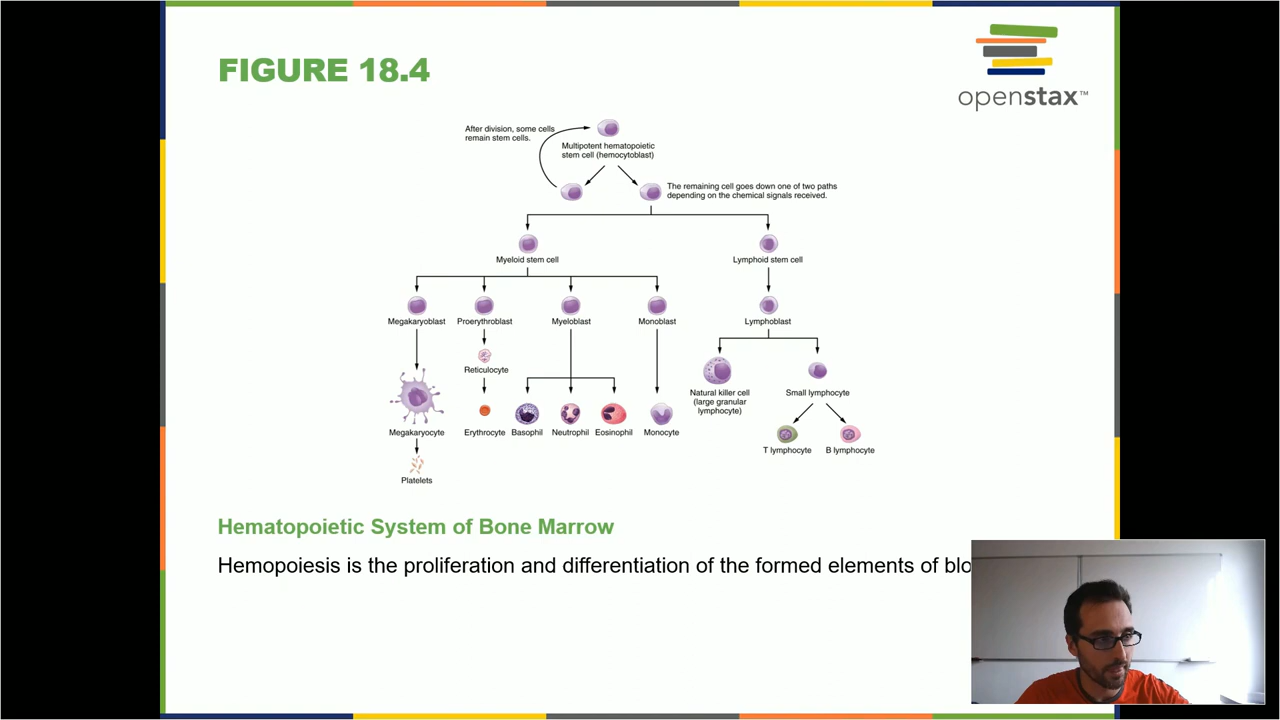 FIGURE 18.4
openstax™
After division, some cells
remain stem cells.
Multipotent hematopoietic
stem cell (hemocytoblast)
The remaining cell goes down one of two paths
depending on the chemical signals received.
Myeloid stem cell
Lymphoid stem cell
Megakaryoblast
Proerythroblast
Myeloblast
Monoblast
Lymphoblast
Reticulocyte
Natural killer cell
(large granular
lymphocyte)
Small lymphocyte
Megakaryocyte
Erythrocyte
Basophil
Neutrophil
Eosinophil
Monocyte
T lymphocyte
B lymphocyte
Platelets
Hematopoietic System of Bone Marrow
Hemopoiesis is the proliferation and differentiation of the formed elements of